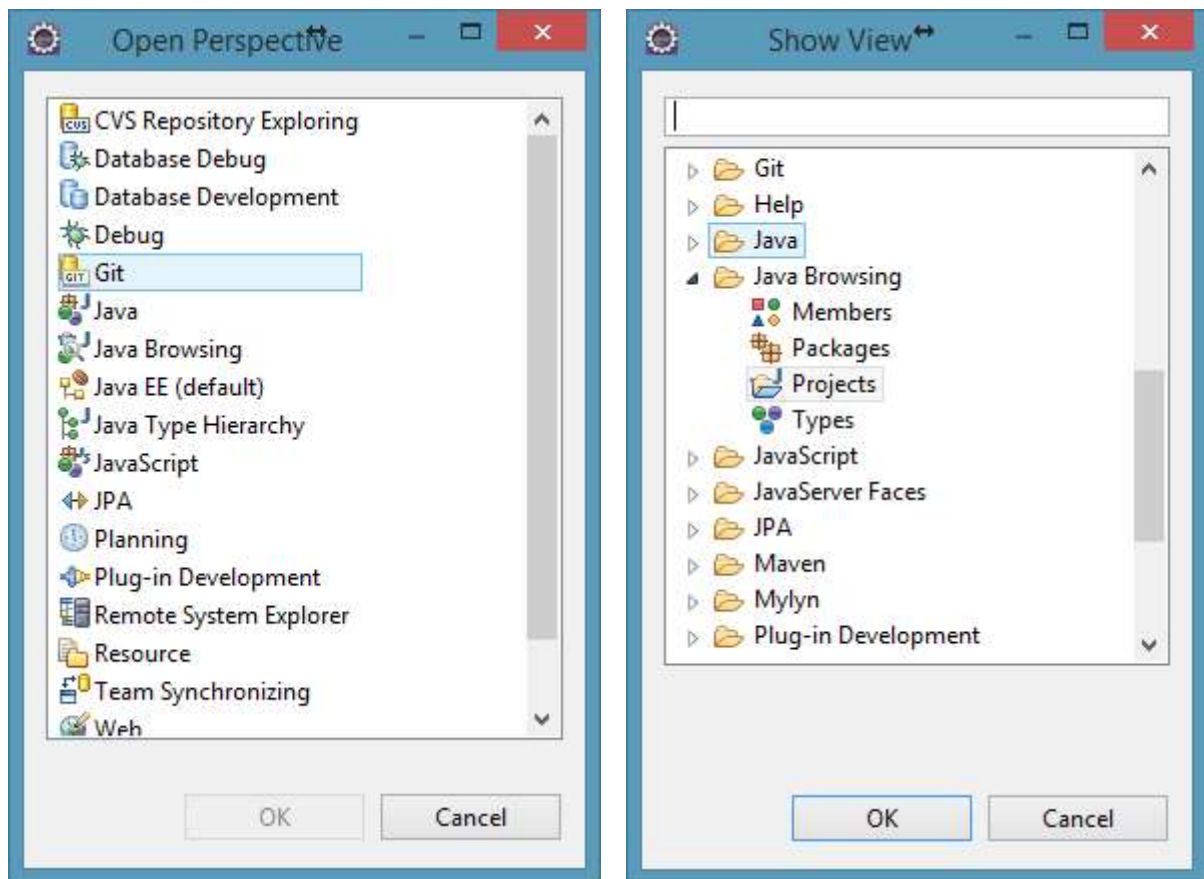 Open Perspective
CVS Repository Exploring
Database Debug
Database Development
Debug
Git
Java
Java Browsing
Java EE (default)
Java Type Hierarchy
JavaScript
JPA
Planning
Plug-in Development
Remote System Explorer
Resource
Team Synchronizing
Web
OK
Cancel
Show View
Git
Help
Java
Java Browsing
Members
Packages
Projects
Types
JavaScript
JavaServer Faces
JPA
Maven
Mylyn
Plug-in Development
OK
Cancel